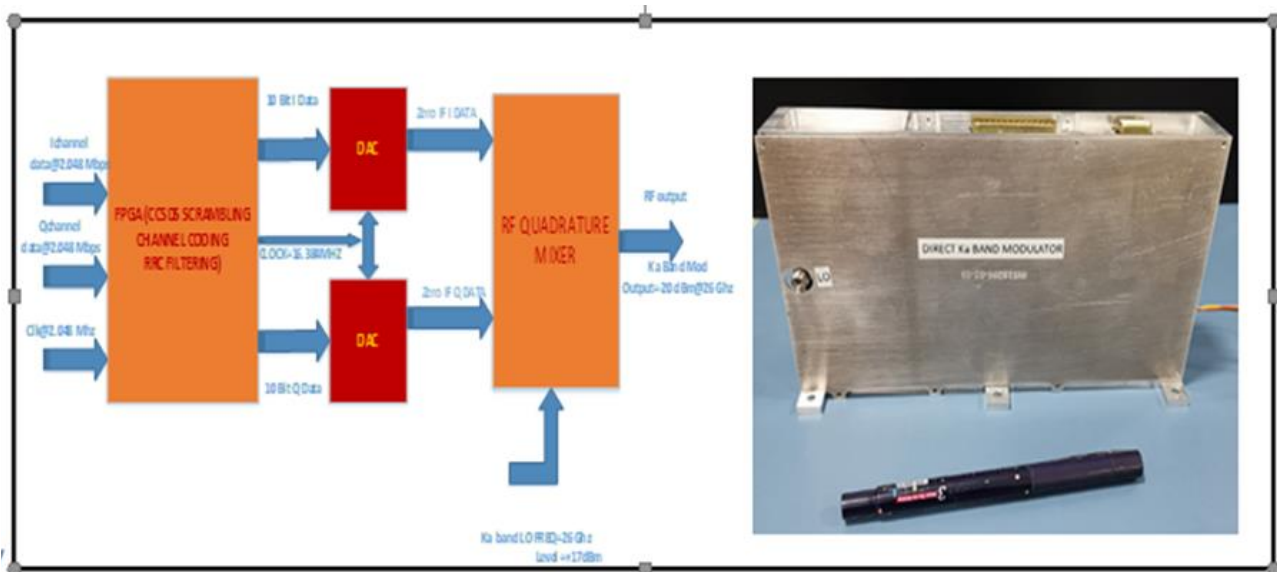 I channel
data@2.048 Mbps
Q channel
data@2.048 Mbps
Clk@2.048 Mhz
FPGA (CCSDS SCRAMBLING
CHANNEL CODING
RRC FILTERING)
10 Bit I Data
CLOCK=16.384MHZ
10 Bit Q Data
DAC
DAC
Zero IF I DATA
Zero IF Q DATA
RF QUADRATURE
MIXER
RF output
Ka Band Mod
Output=-20 dBm@26 Ghz
Ka band LO FREQ=26 Ghz
Level =+17dBm
DIRECT Ka BAND MODULATOR
LO